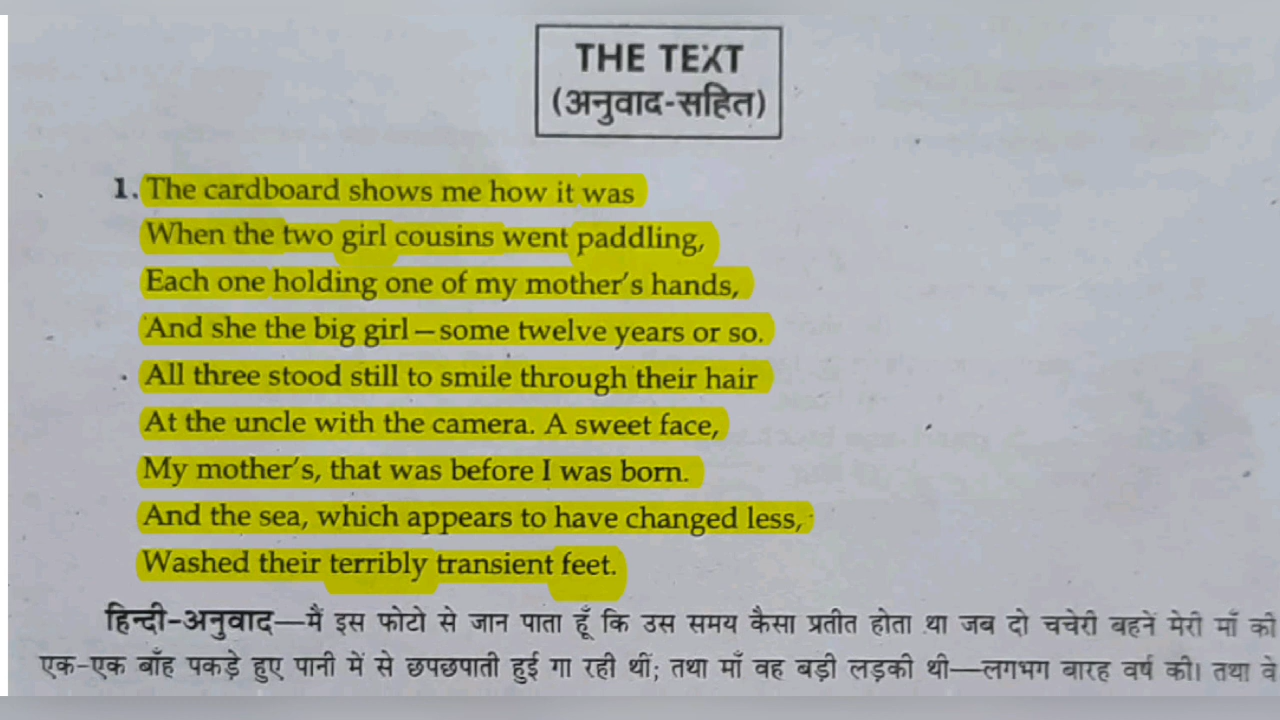 THE TEXT
(अनुवाद-सहित)
1. The cardboard shows me how it was
When the two girl cousins went paddling,
Each one holding one of my mother's hands,
And she the big girl — some twelve years or so.
All three stood still to smile through their hair
At the uncle with the camera. A sweet face,
My mother's, that was before I was born.
And the sea, which appears to have changed less,
Washed their terribly transient feet.
हिन्दी-अनुवाद—मैं इस फोटो से जान पाता हूँ कि उस समय कैसा प्रतीत होता था जब दो चचेरी बहनें मेरी माँ की
एक-एक बाँह पकड़े हुए पानी में से छपछपाती हुई गा रही थीं; तथा माँ वह बड़ी लड़की थी—लगभग बारह वर्ष की। तथा वे